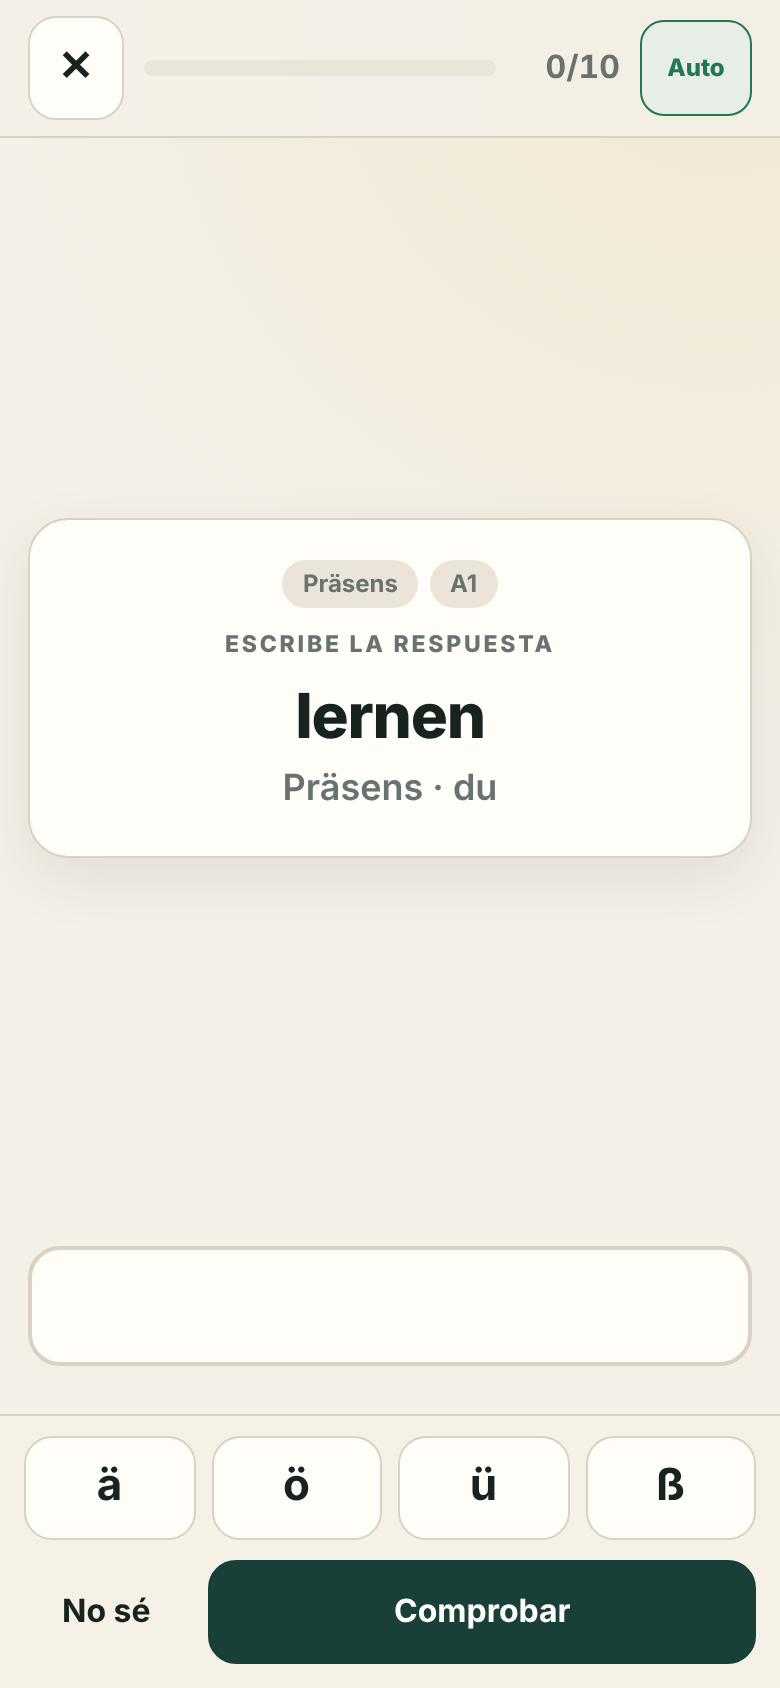 ✕ 0/10 Auto
Präsens A1
ESCRIBE LA RESPUESTA
lernen
Präsens · du
ä ö ü ß
No sé Comprobar